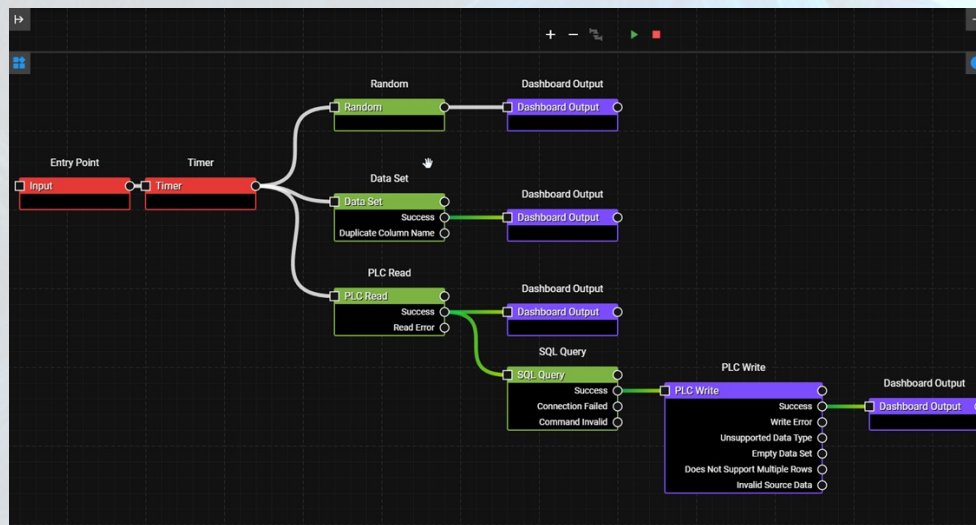 Random
Dashboard Output
Random
Dashboard Output
Entry Point
Timer
Input
Timer
Data Set
Dashboard Output
Data Set
Success
Dashboard Output
Duplicate Column Name
PLC Read
Dashboard Output
PLC Read
Success
Dashboard Output
Read Error
SQL Query
SQL Query
Success
Connection Failed
Command Invalid
PLC Write
PLC Write
Success
Write Error
Unsupported Data Type
Empty Data Set
Does Not Support Multiple Rows
Invalid Source Data
Dashboard Output
Dashboard Output